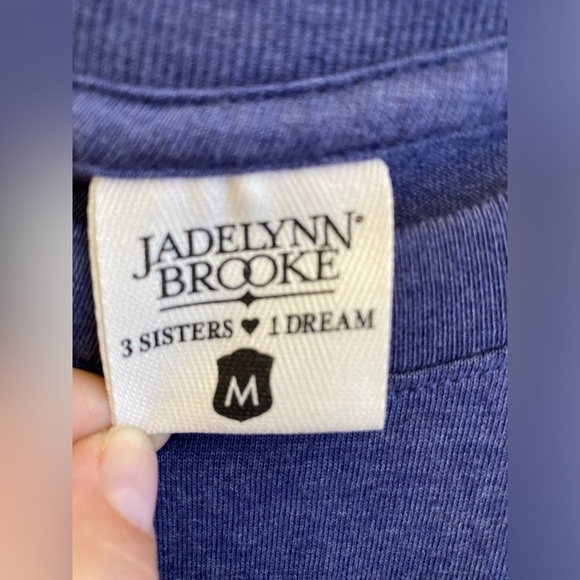 JADELYNN®
BROOKE
3 SISTERS ♥ 1 DREAM
M